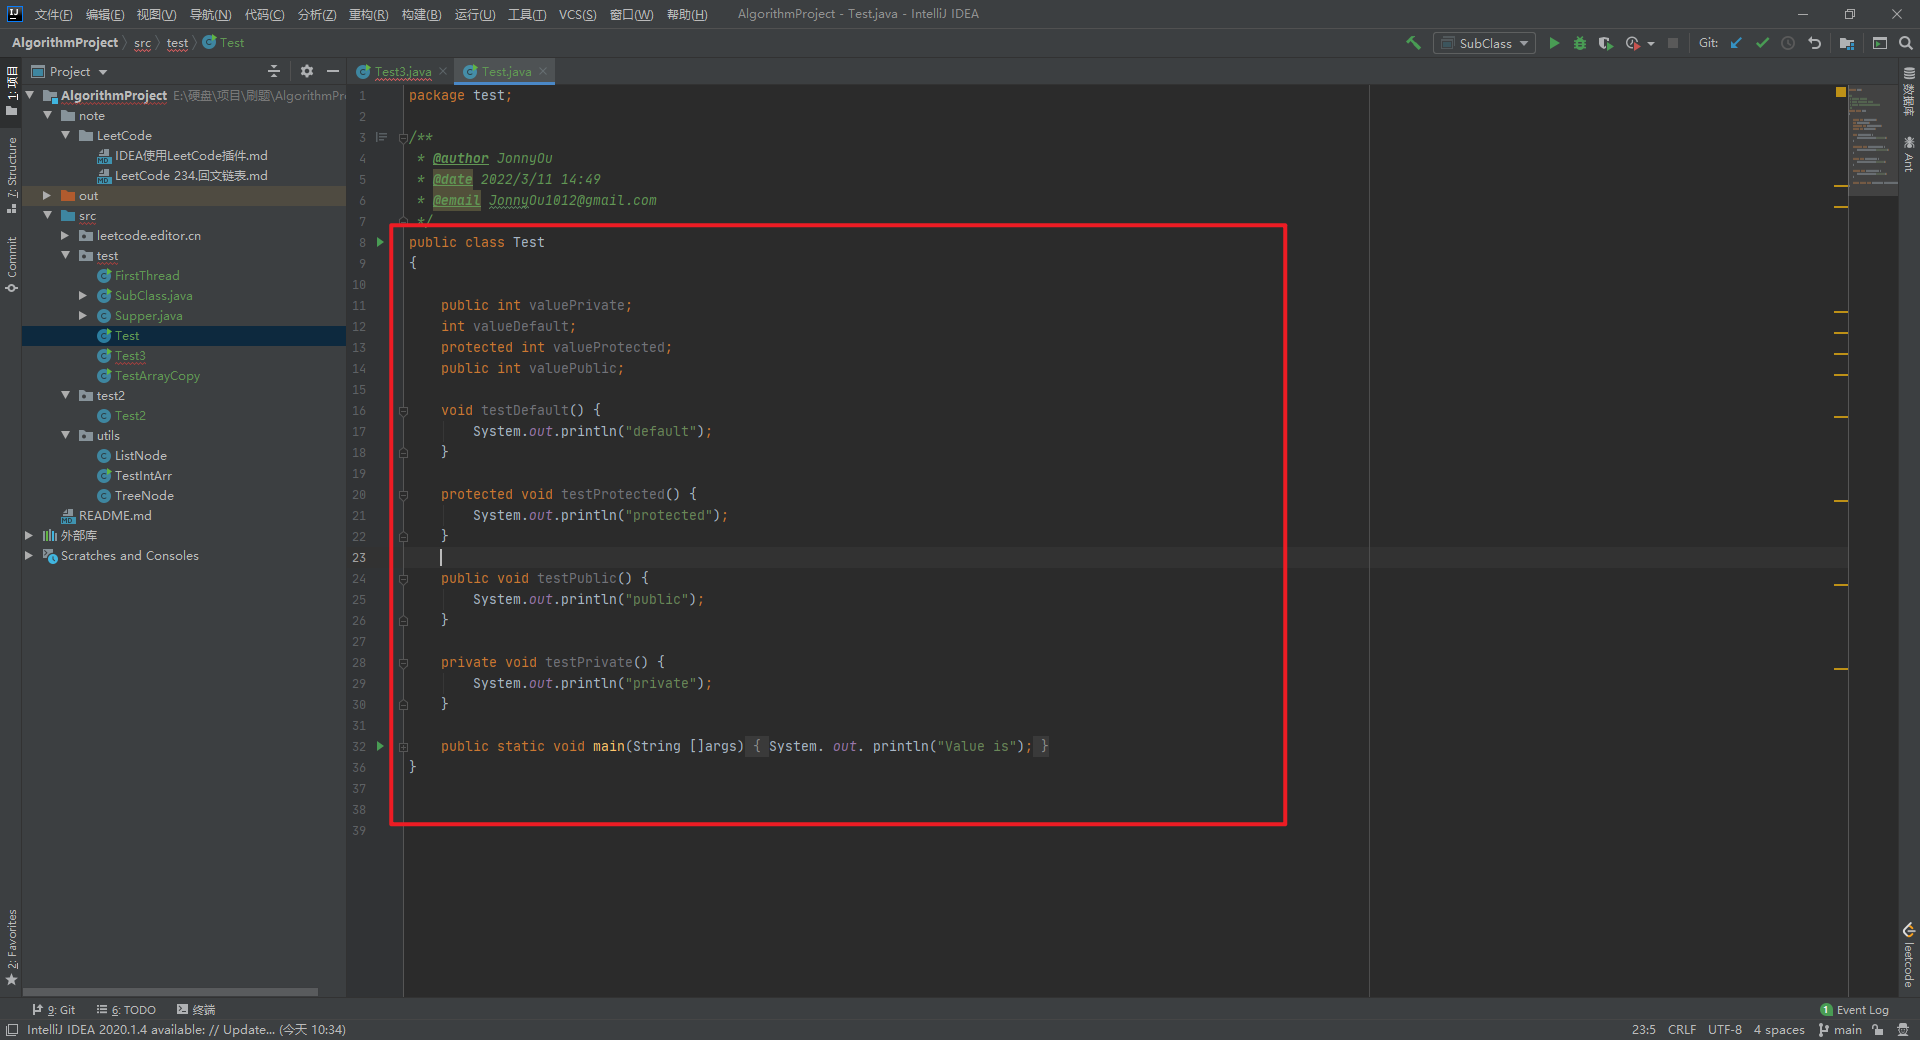 文件(F) 编辑(E) 视图(V) 导航(N) 代码(C) 分析(Z) 重构(R) 构建(B) 运行(U) 工具(T) VCS(S) 窗口(W) 帮助(H) AlgorithmProject - Test.java - IntelliJ IDEA
AlgorithmProject src test Test SubClass Git:
Project Test3.java Test.java
1: 项目
7: Structure
Commit
2: Favorites
AlgorithmProject E:\硬盘\项目\刷题\AlgorithmPr
note
LeetCode
IDEA使用LeetCode插件.md
LeetCode 234.回文链表.md
out
src
leetcode.editor.cn
test
FirstThread
SubClass.java
Supper.java
Test
Test3
TestArrayCopy
test2
Test2
utils
ListNode
TestIntArr
TreeNode
README.md
外部库
Scratches and Consoles
1 package test;
2
3 /**
4 * @author JonnyOu
5 * @date 2022/3/11 14:49
6 * @email JonnyOu1012@gmail.com
7 */
8 public class Test
9 {
10
11 public int valuePrivate;
12 int valueDefault;
13 protected int valueProtected;
14 public int valuePublic;
15
16 void testDefault() {
17 System.out.println("default");
18 }
19
20 protected void testProtected() {
21 System.out.println("protected");
22 }
23
24 public void testPublic() {
25 System.out.println("public");
26 }
27
28 private void testPrivate() {
29 System.out.println("private");
30 }
31
32 public static void main(String []args) { System. out. println("Value is"); }
36 }
37
38
39
数据库
Ant
leetcode
9: Git 6: TODO 终端 1 Event Log
IntelliJ IDEA 2020.1.4 available: // Update... (今天 10:34) 23:5 CRLF UTF-8 4 spaces main